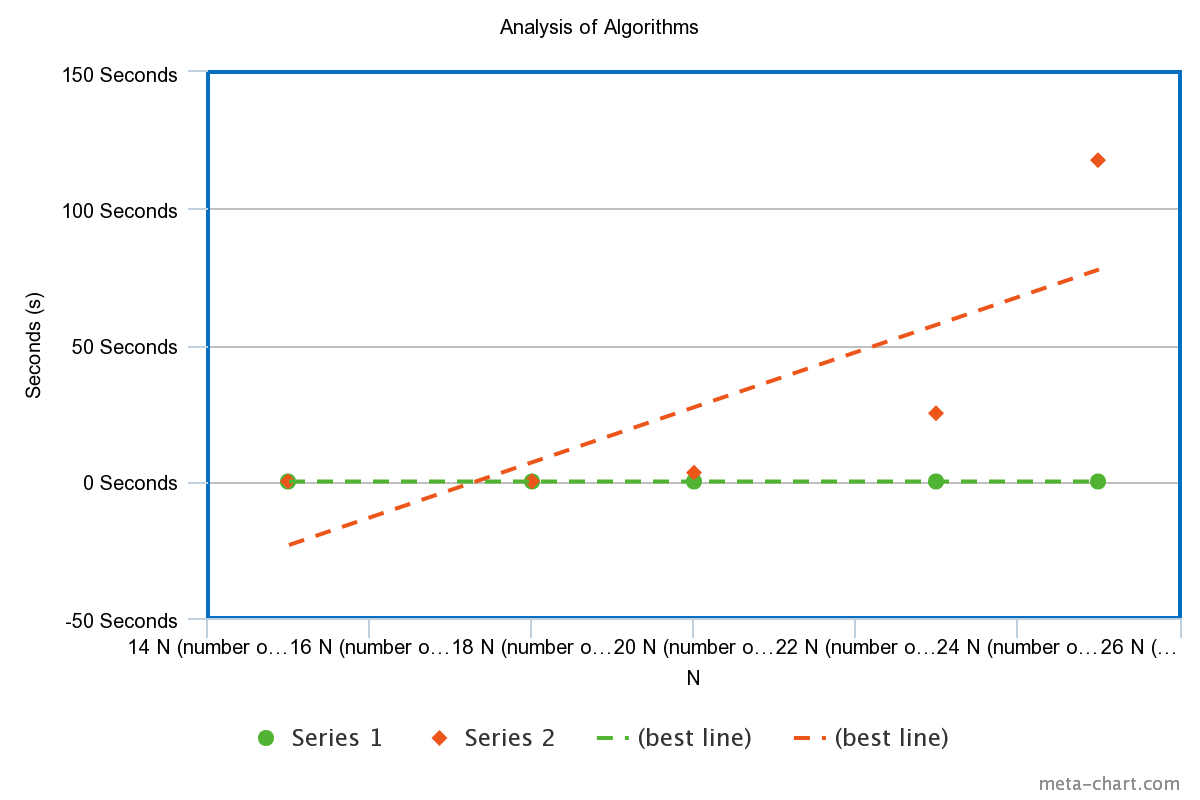 Analysis of Algorithms
150 Seconds
100 Seconds
50 Seconds
0 Seconds
-50 Seconds
Seconds (s)
14 N (number o... 16 N (number o... 18 N (number o... 20 N (number o... 22 N (number o... 24 N (number o... 26 N (...
N
Series 1 Series 2 (best line) (best line)
meta-chart.com